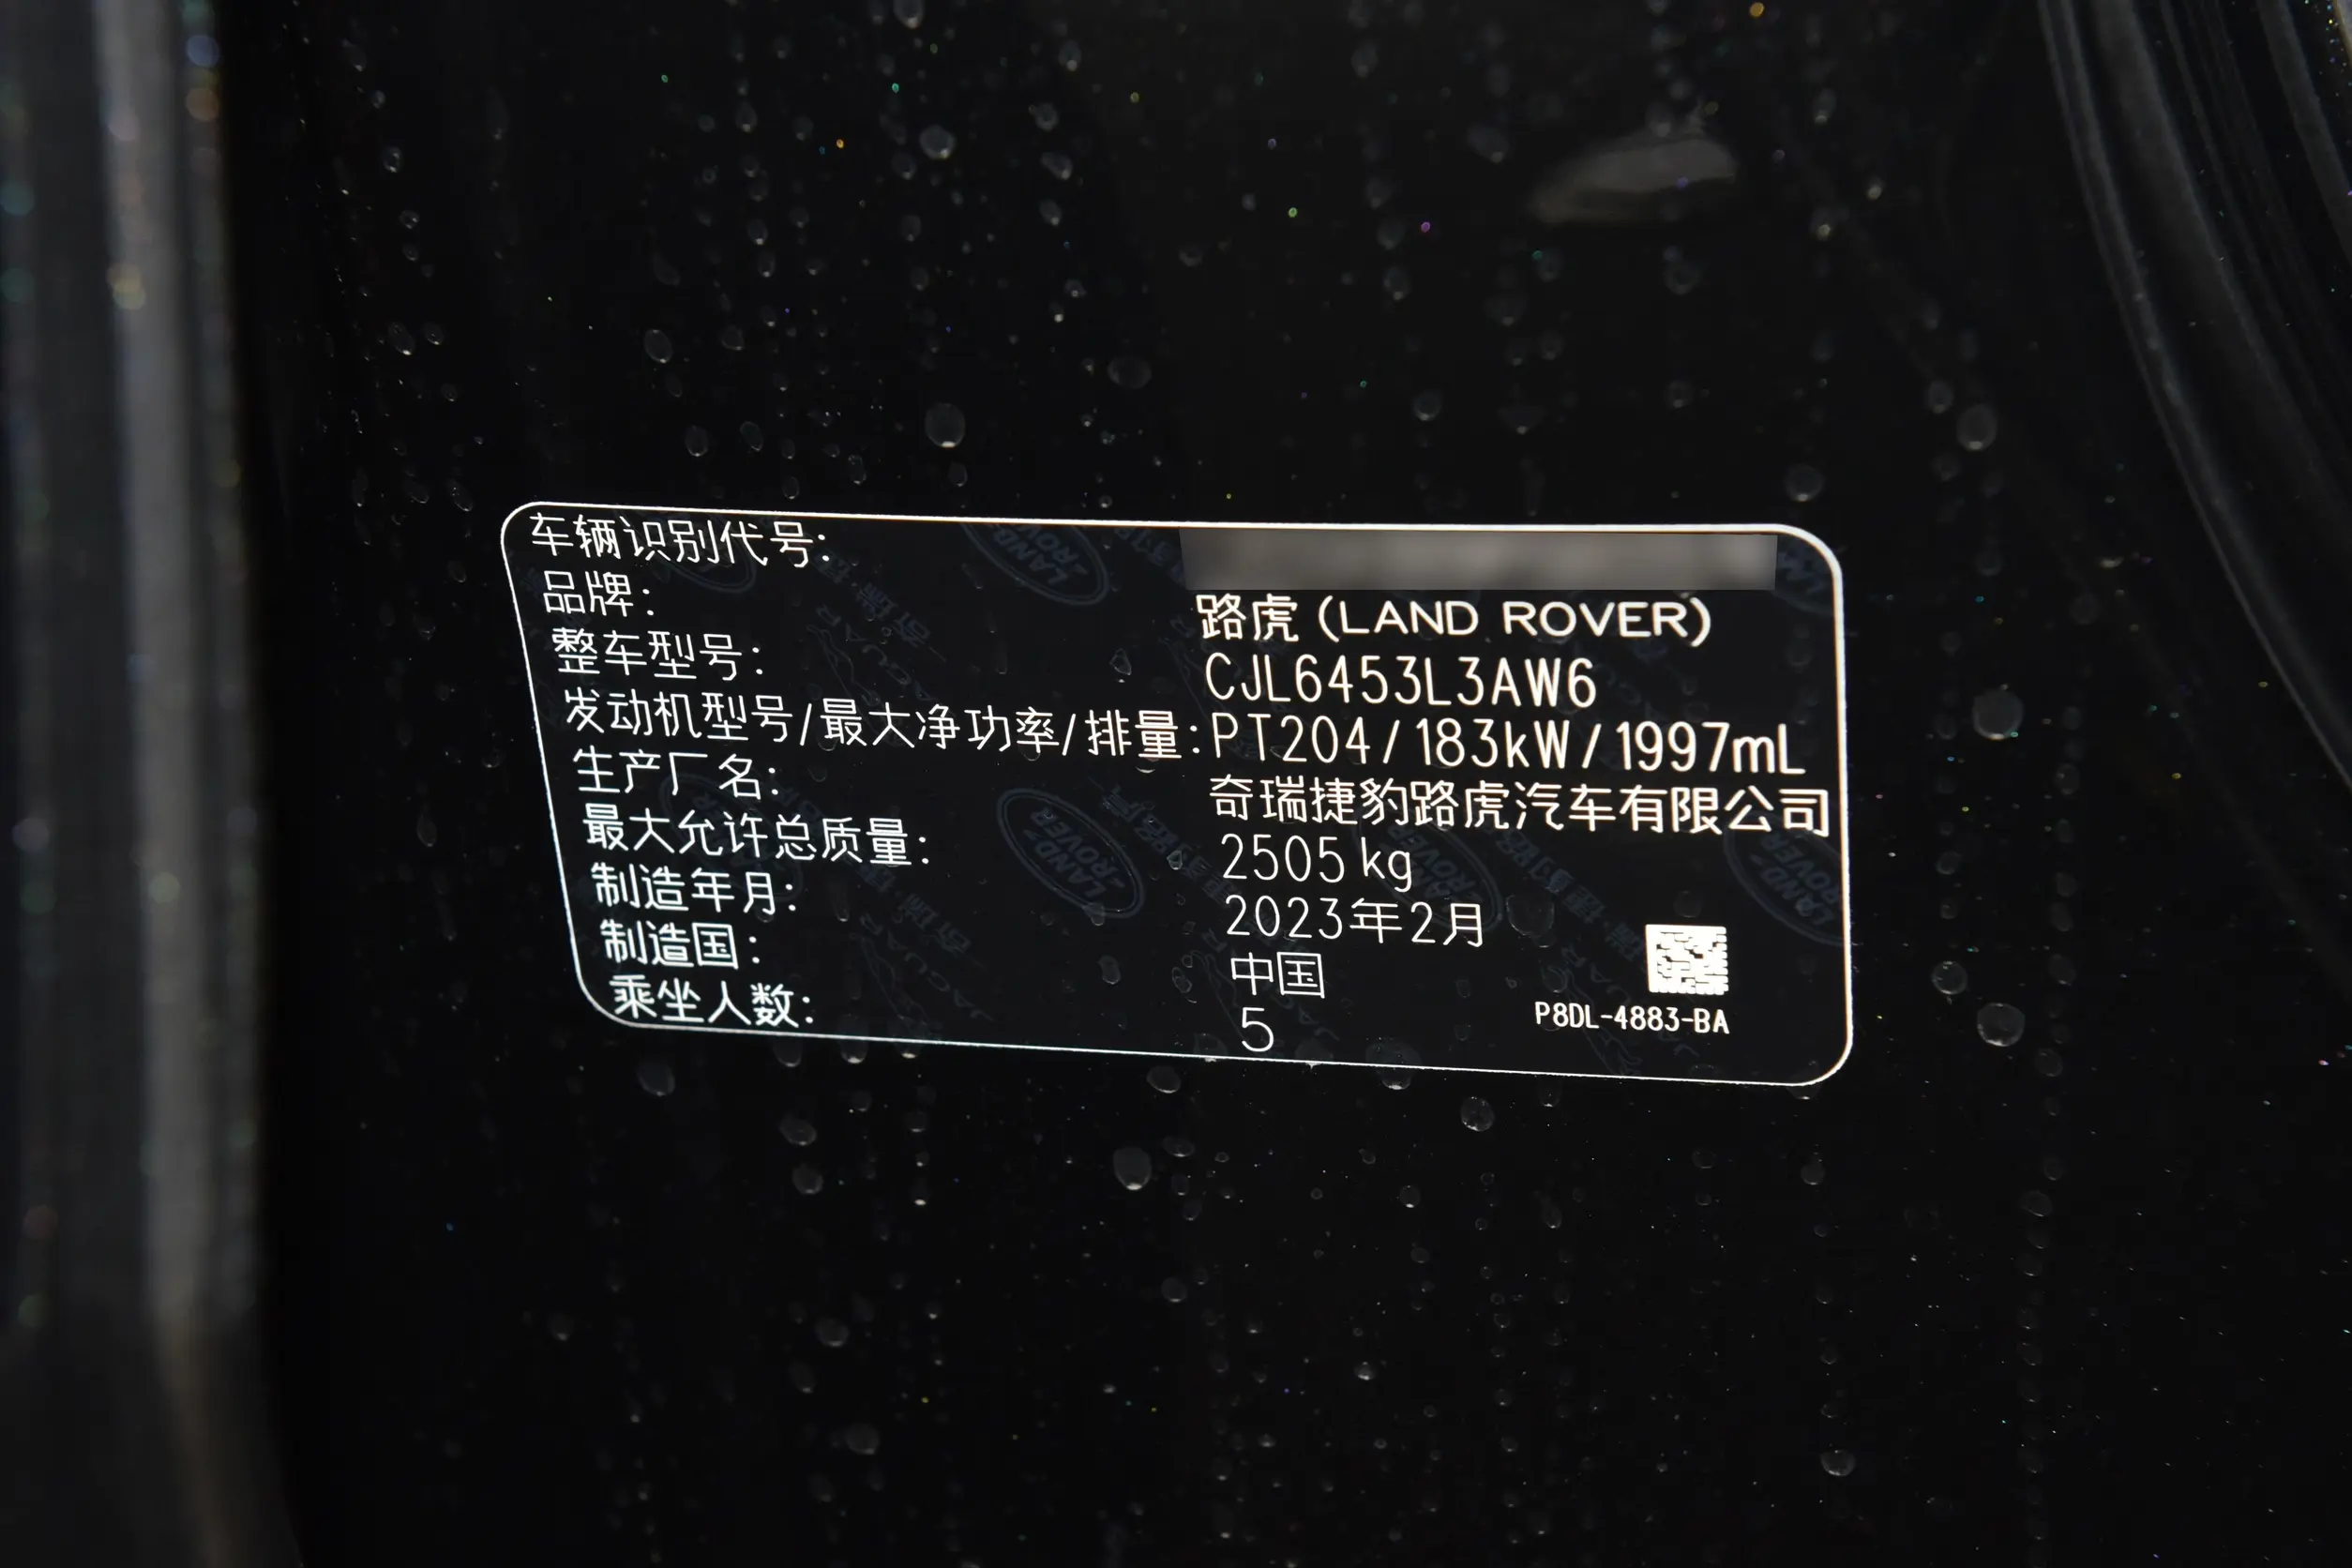 车辆识别代号:
品牌: 路虎 (LAND ROVER)
整车型号: CJL6453L3AW6
发动机型号/最大净功率/排量: PT204/183kW/1997mL
生产厂名: 奇瑞捷豹路虎汽车有限公司
最大允许总质量: 2505kg
制造年月: 2023年2月
制造国: 中国
乘坐人数: 5
P8DL-4883-BA